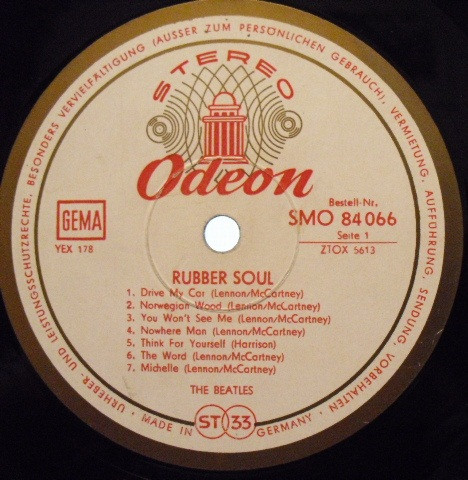 URHEBER- UND LEISTUNGSSCHUTZRECHTE, BESONDERS VERVIELFÄLTIGUNG (AUSSER ZUM PERSÖNLICHEN GEBRAUCH), VERMIETUNG, AUFFÜHRUNG, SENDUNG VORBEHALTEN
STEREO
Odeon
GEMA
YEX 178
Bestell-Nr.
SMO 84 066
Seite 1
ZTOX 5613
RUBBER SOUL
1. Drive My Car (Lennon/McCartney)
2. Norwegian Wood (Lennon/McCartney)
3. You Won't See Me (Lennon/McCartney)
4. Nowhere Man (Lennon/McCartney)
5. Think For Yourself (Harrison)
6. The Word (Lennon/McCartney)
7. Michelle (Lennon/McCartney)
THE BEATLES
MADE IN GERMANY
ST 33